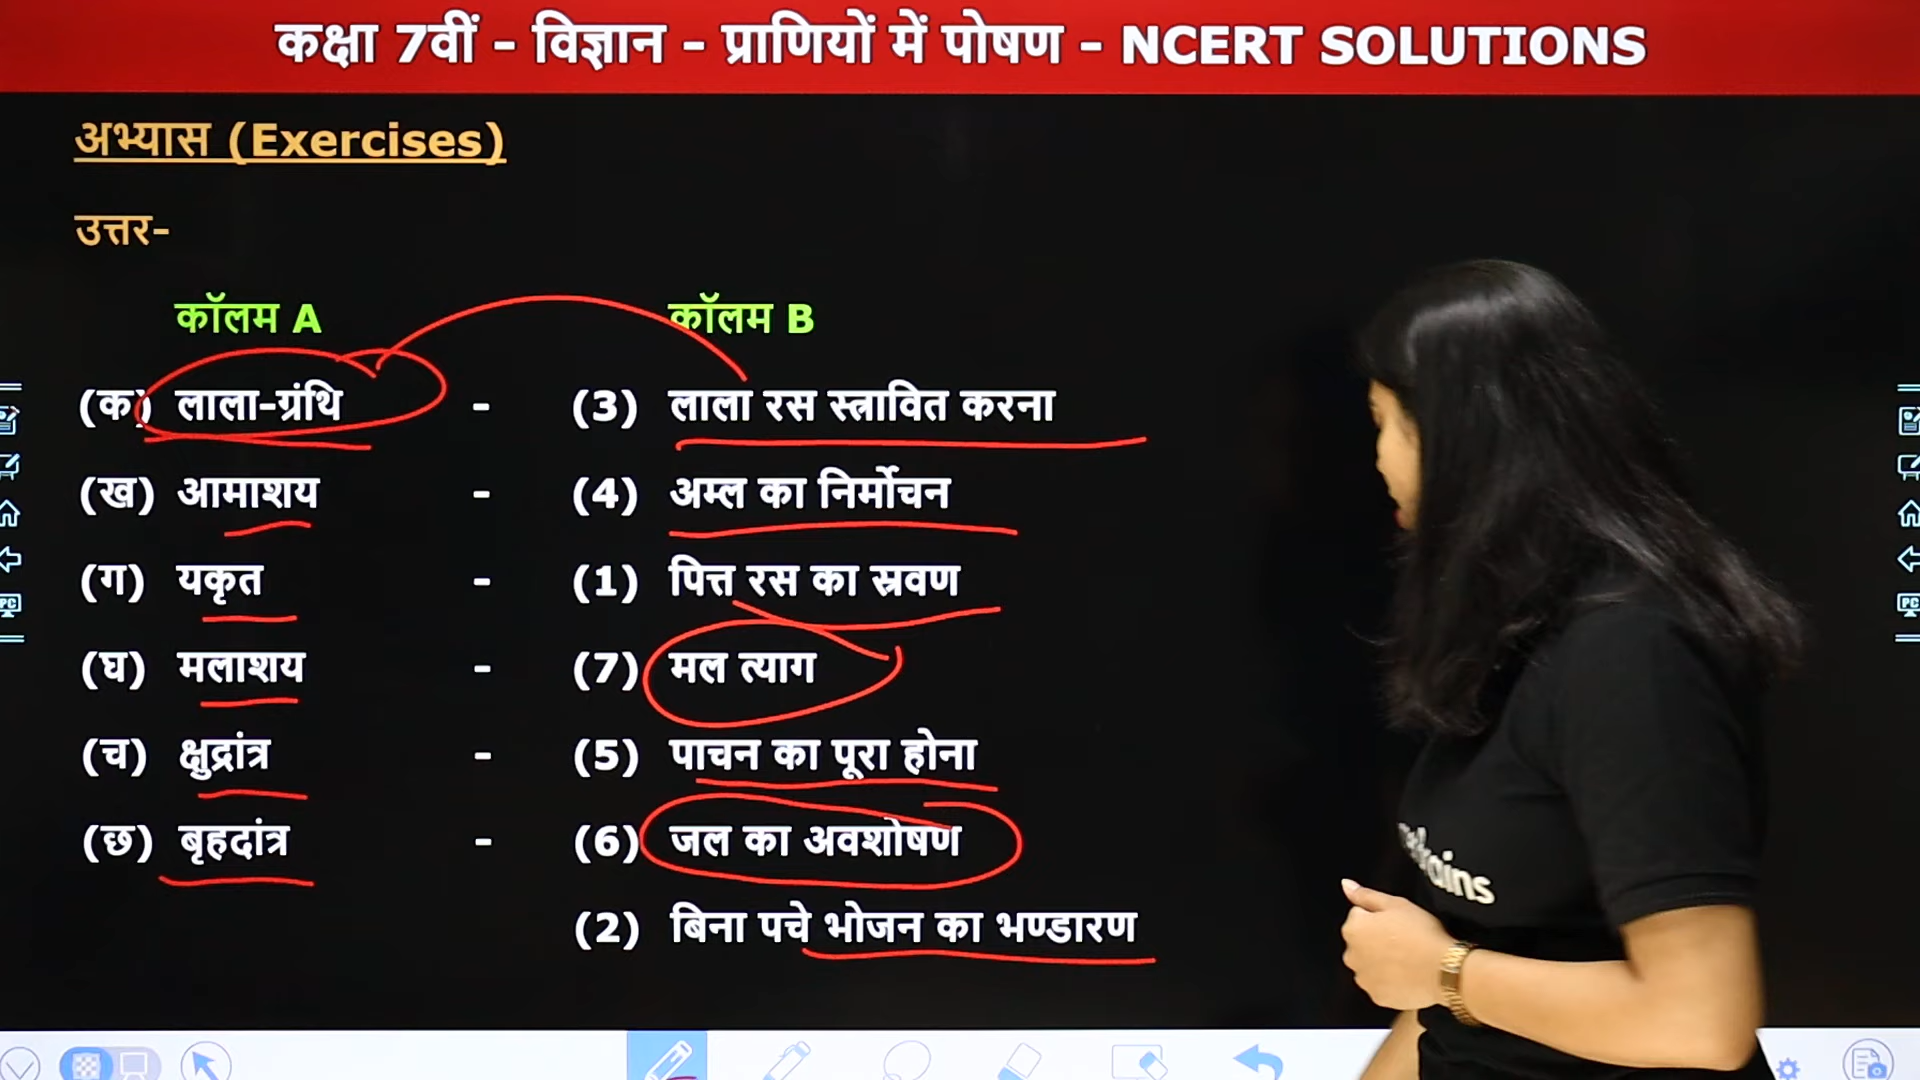 कक्षा 7वीं - विज्ञान - प्राणियों में पोषण - NCERT SOLUTIONS
अभ्यास (Exercises)
उत्तर-
कॉलम A कॉलम B
(क) लाला-ग्रंथि - (3) लाला रस स्त्रावित करना
(ख) आमाशय - (4) अम्ल का निर्मोचन
(ग) यकृत - (1) पित्त रस का स्रवण
(घ) मलाशय - (7) मल त्याग
(च) क्षुद्रांत्र - (5) पाचन का पूरा होना
(छ) बृहदांत्र - (6) जल का अवशोषण
(2) बिना पचे भोजन का भण्डारण
PC